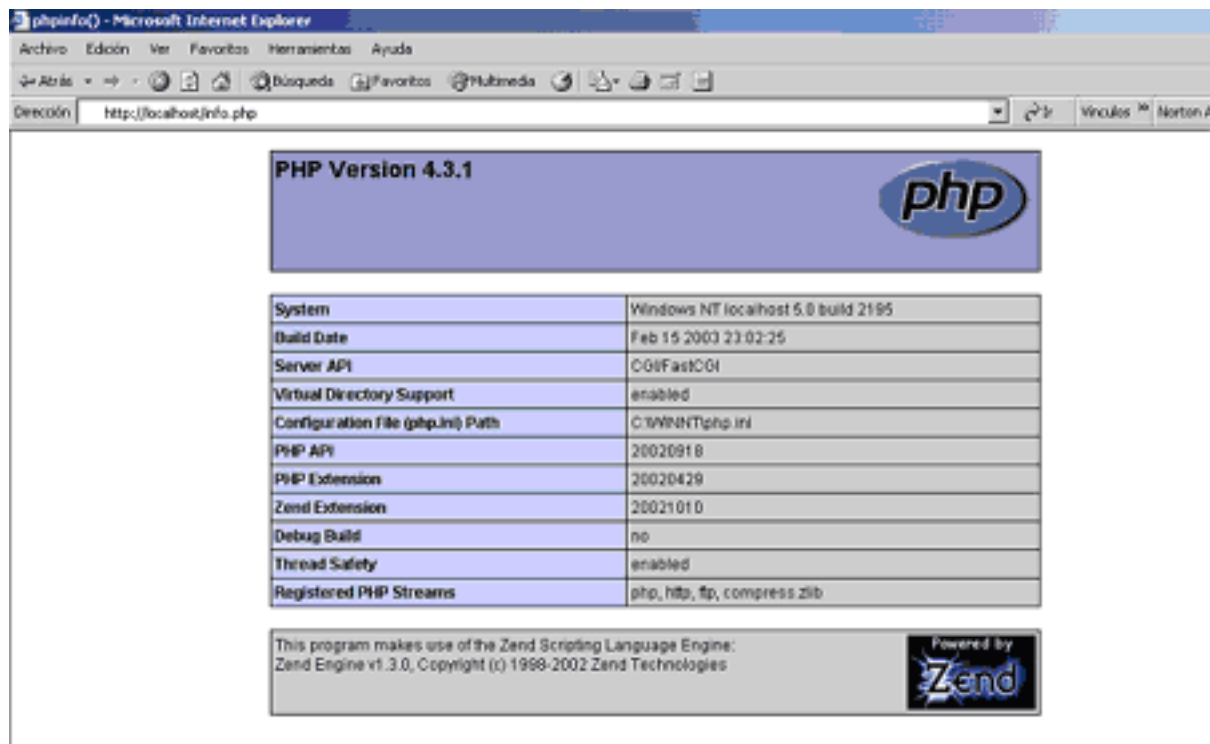 phpinfo() - Microsoft Internet Explorer
Archivo Edición Ver Favoritos Herramientas Ayuda
Atrás Búsqueda Favoritos Multimedia
Dirección http://localhost/info.php Ir Vínculos » Norton A
PHP Version 4.3.1
php
System Windows NT localhost 5.0 build 2195
Build Date Feb 15 2003 23:02:25
Server API CGI/FastCGI
Virtual Directory Support enabled
Configuration File (php.ini) Path C:\WINNT\php.ini
PHP API 20020918
PHP Extension 20020429
Zend Extension 20021010
Debug Build no
Thread Safety enabled
Registered PHP Streams php, http, ftp, compress.zlib
This program makes use of the Zend Scripting Language Engine:
Zend Engine v1.3.0, Copyright (c) 1998-2002 Zend Technologies
Powered by
Zend